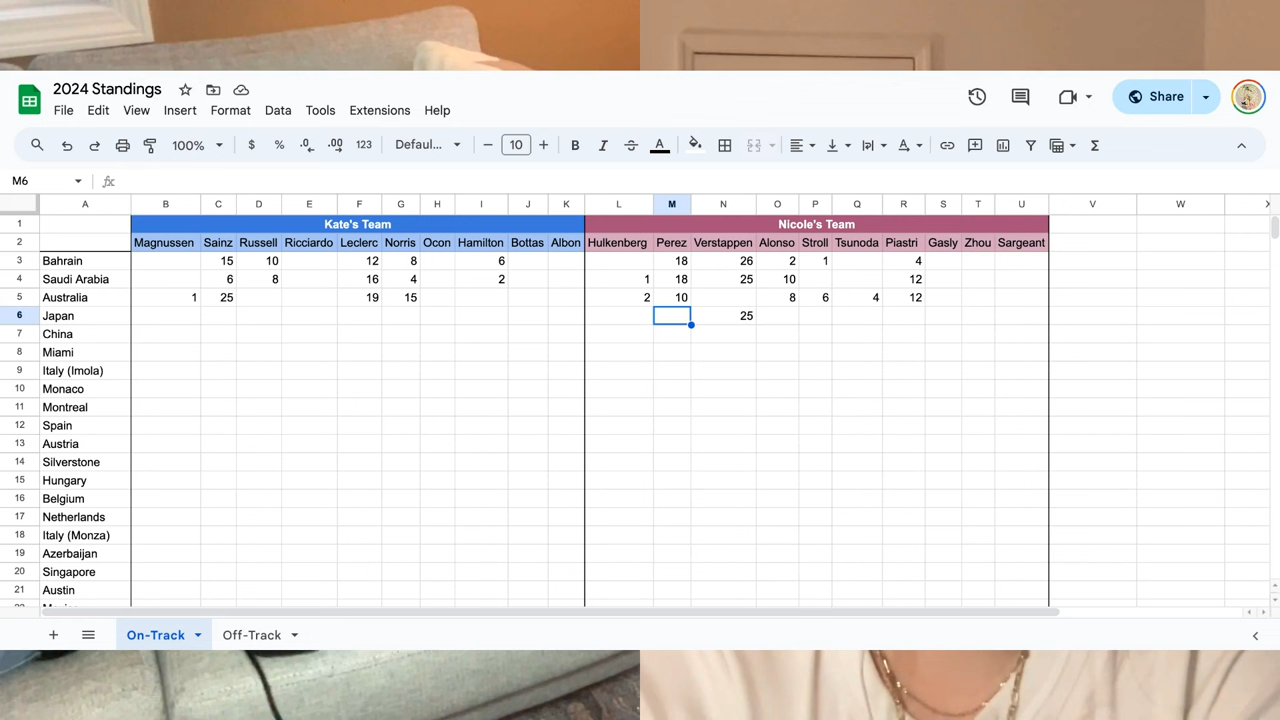 2024 Standings
File Edit View Insert Format Data Tools Extensions Help
Share
100% $ % .0 .00 123 Defaul... − 10 + B I A Σ
M6 fx
A B C D E F G H I J K L M N O P Q R S T U V W X
1 Kate's Team Nicole's Team
2 Magnussen Sainz Russell Ricciardo Leclerc Norris Ocon Hamilton Bottas Albon Hulkenberg Perez Verstappen Alonso Stroll Tsunoda Piastri Gasly Zhou Sargeant
3 Bahrain 15 10 12 8 6 18 26 2 1 4
4 Saudi Arabia 6 8 16 4 2 1 18 25 10 12
5 Australia 1 25 19 15 2 10 8 6 4 12
6 Japan 25
7 China
8 Miami
9 Italy (Imola)
10 Monaco
11 Montreal
12 Spain
13 Austria
14 Silverstone
15 Hungary
16 Belgium
17 Netherlands
18 Italy (Monza)
19 Azerbaijan
20 Singapore
21 Austin
+ On-Track Off-Track